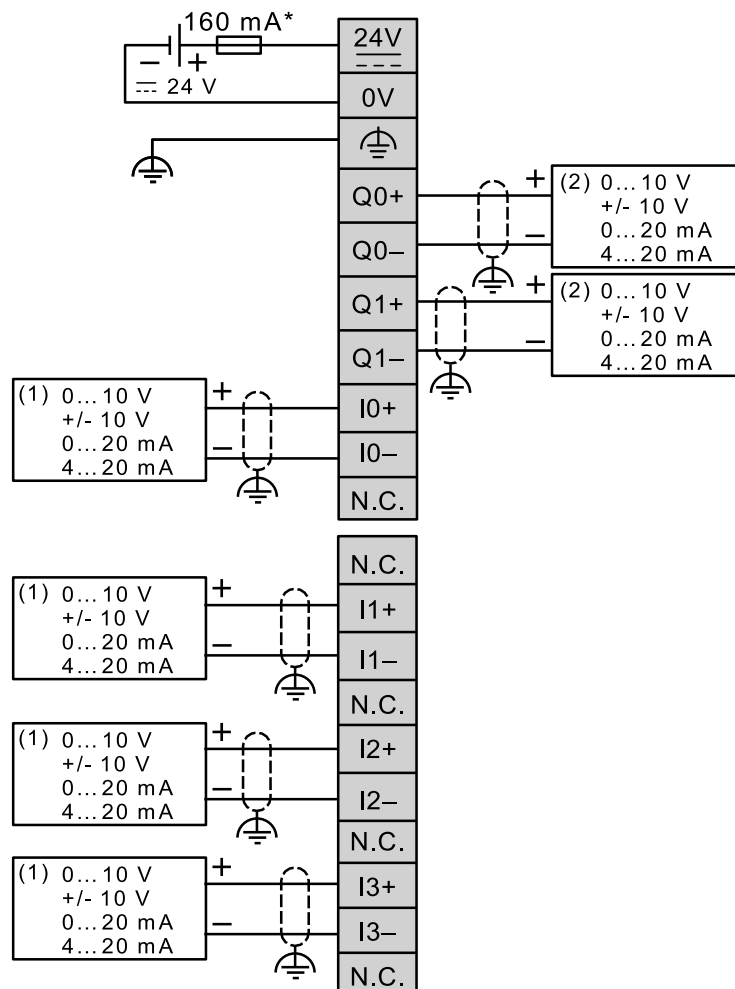 160 mA*
24V
− +
24 V
0V
Q0+
+
(2) 0...10 V
+/- 10 V
0...20 mA
4...20 mA
Q0–
−
Q1+
+
(2) 0...10 V
+/- 10 V
0...20 mA
4...20 mA
Q1–
−
(1) 0...10 V
+/- 10 V
0...20 mA
4...20 mA
+
I0+
−
I0–
N.C.
N.C.
(1) 0...10 V
+/- 10 V
0...20 mA
4...20 mA
+
I1+
−
I1–
N.C.
(1) 0...10 V
+/- 10 V
0...20 mA
4...20 mA
+
I2+
−
I2–
N.C.
(1) 0...10 V
+/- 10 V
0...20 mA
4...20 mA
+
I3+
−
I3–
N.C.